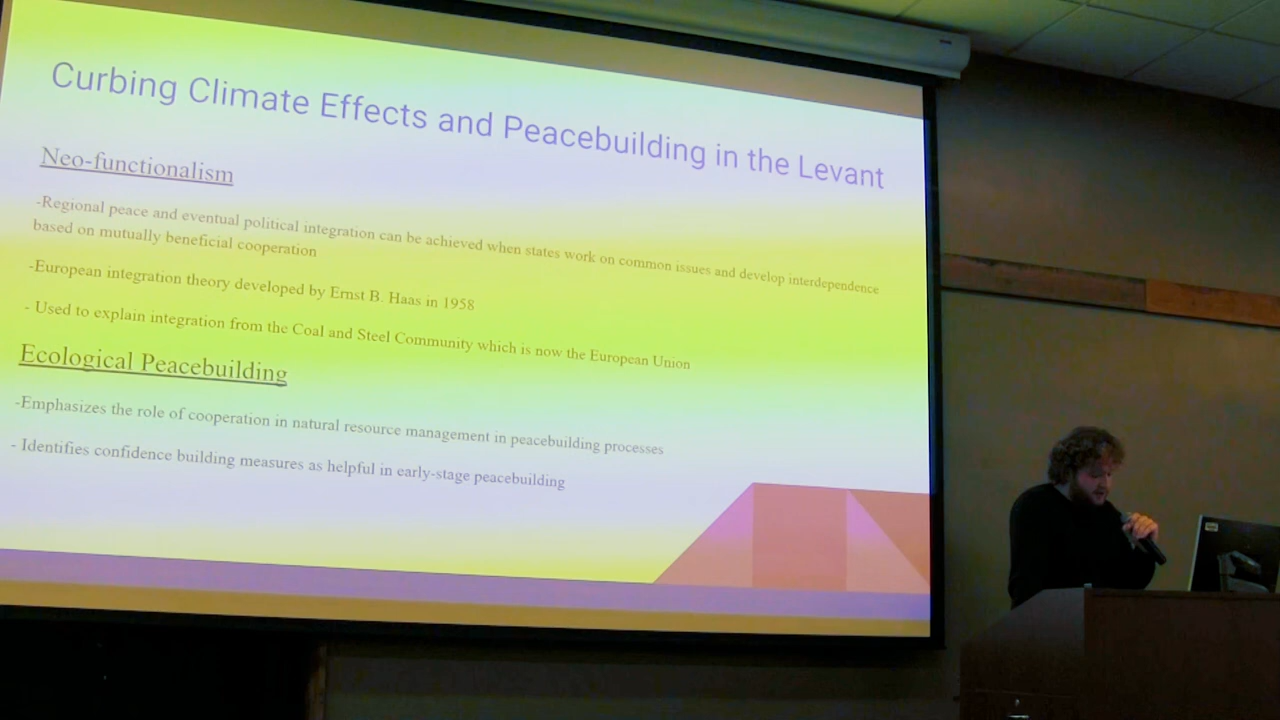 Curbing Climate Effects and Peacebuilding in the Levant
Neo-functionalism
-Regional peace and eventual political integration can be achieved when states work on common issues and develop interdependence
based on mutually beneficial cooperation
-European integration theory developed by Ernst B. Haas in 1958
- Used to explain integration from the Coal and Steel Community which is now the European Union
Ecological Peacebuilding
-Emphasizes the role of cooperation in natural resource management in peacebuilding processes
- Identifies confidence building measures as helpful in early-stage peacebuilding